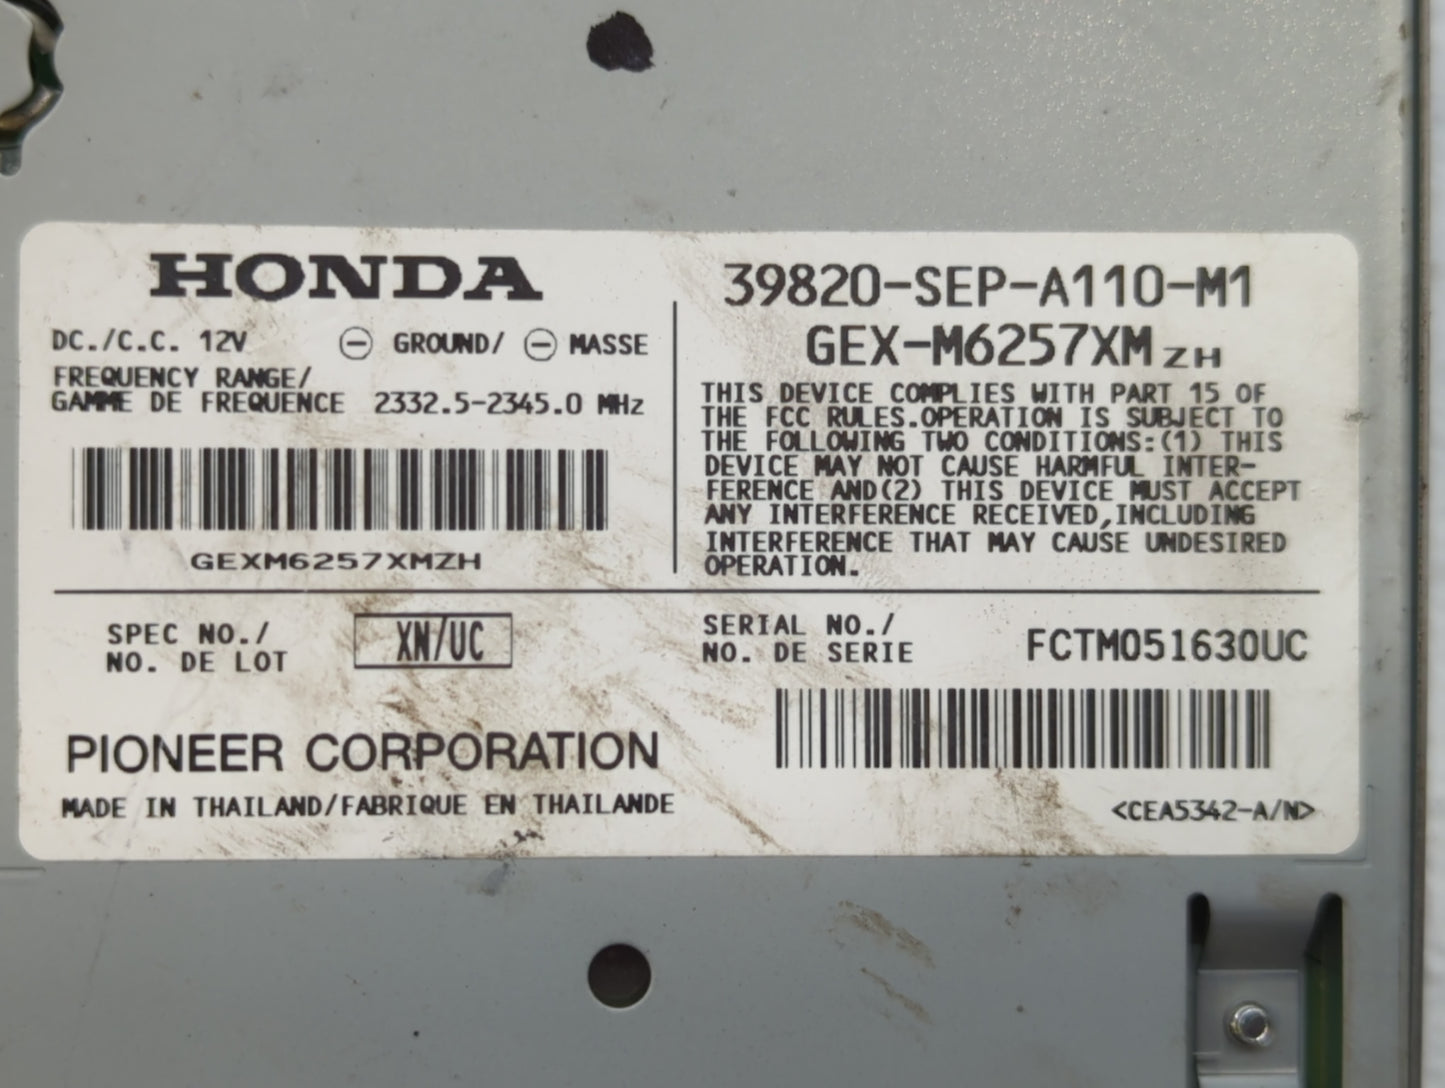 HONDA
DC./C.C. 12V ⊖ GROUND/ ⊖ MASSE
FREQUENCY RANGE/
GAMME DE FREQUENCE 2332.5-2345.0 MHz
GEXM6257XMZH
39820-SEP-A110-M1
GEX-M6257XM ZH
THIS DEVICE COMPLIES WITH PART 15 OF
THE FCC RULES.OPERATION IS SUBJECT TO
THE FOLLOWING TWO CONDITIONS:(1) THIS
DEVICE MAY NOT CAUSE HARMFUL INTER-
FERENCE AND(2) THIS DEVICE MUST ACCEPT
ANY INTERFERENCE RECEIVED,INCLUDING
INTERFERENCE THAT MAY CAUSE UNDESIRED
OPERATION.
SPEC NO./
NO. DE LOT
XN/UC
SERIAL NO./
NO. DE SERIE
FCTM051630UC
PIONEER CORPORATION
MADE IN THAILAND/FABRIQUE EN THAILANDE
<CEA5342-A/N>